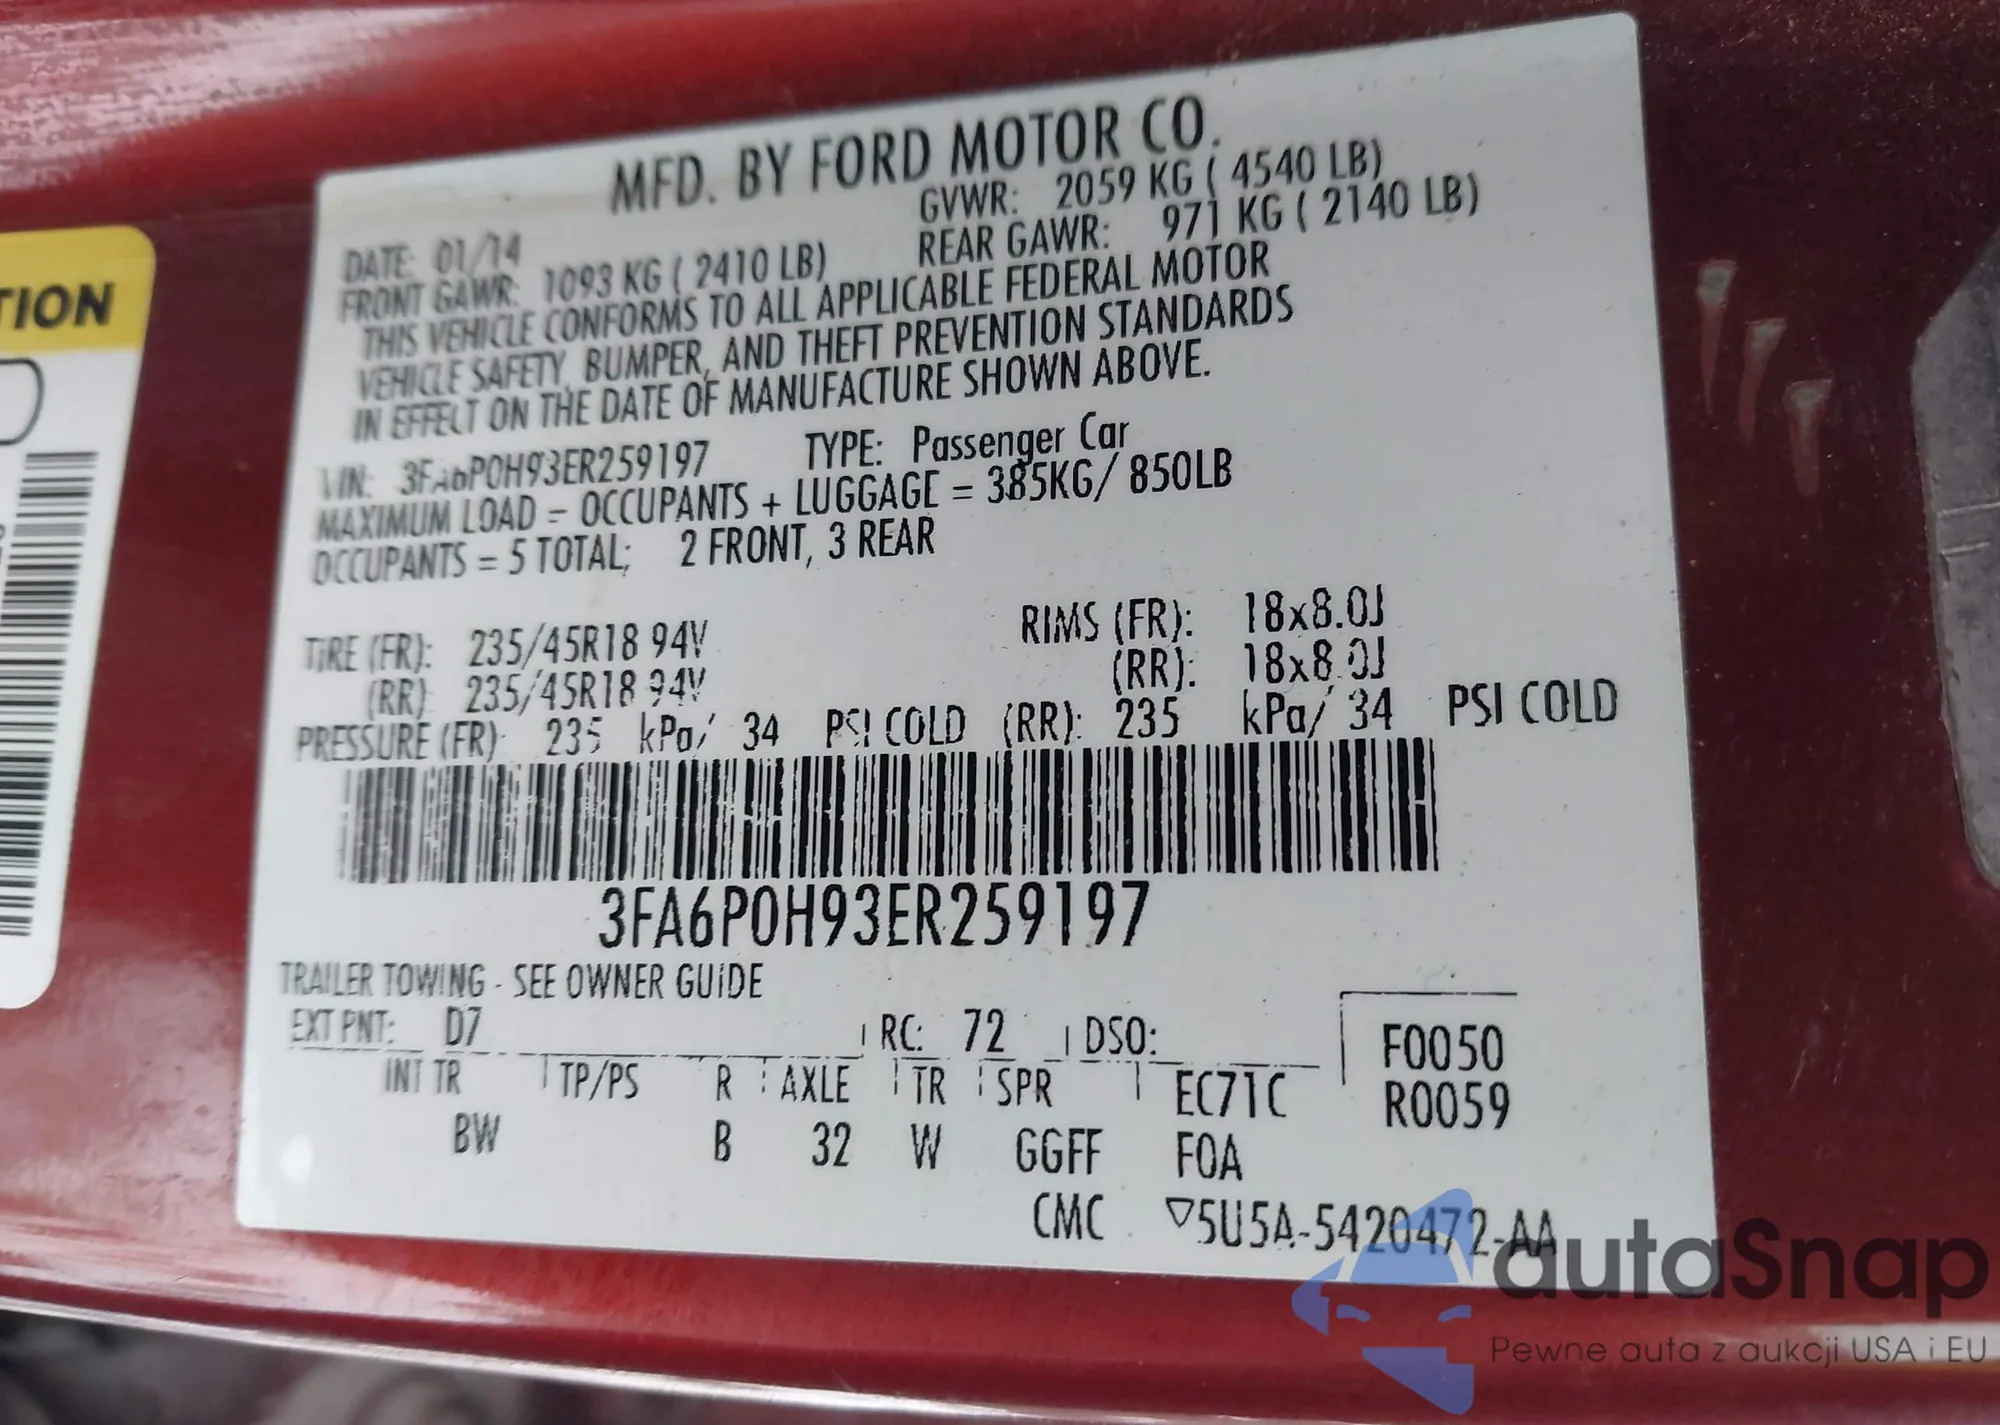 TION
MFD. BY FORD MOTOR CO.
GVWR: 2059 KG ( 4540 LB)
DATE: 01/14
REAR GAWR: 971 KG ( 2140 LB)
FRONT GAWR: 1093 KG ( 2410 LB)
THIS VEHICLE CONFORMS TO ALL APPLICABLE FEDERAL MOTOR
VEHICLE SAFETY, BUMPER, AND THEFT PREVENTION STANDARDS
IN EFFECT ON THE DATE OF MANUFACTURE SHOWN ABOVE.
VIN: 3FA6P0H93ER259197 TYPE: Passenger Car
MAXIMUM LOAD = OCCUPANTS + LUGGAGE = 385KG/ 850LB
OCCUPANTS = 5 TOTAL; 2 FRONT, 3 REAR
TIRE (FR): 235/45R18 94V RIMS (FR): 18x8.0J
(RR): 235/45R18 94V (RR): 18x8.0J
PRESSURE (FR): 235 kPa/ 34 PSI COLD (RR): 235 kPa/ 34 PSI COLD
3FA6P0H93ER259197
TRAILER TOWING - SEE OWNER GUIDE
EXT PNT: D7 RC: 72 DSO: F0050
INT TR TP/PS R AXLE TR SPR EC71C R0059
BW B 32 W GGFF FOA
CMC ▽5U5A-5420472-AA
autaSnap
Pewne auta z aukcji USA i EU